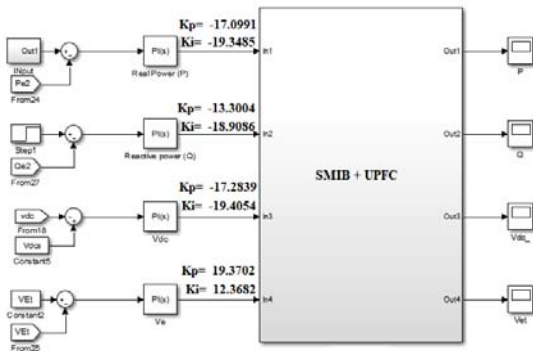 Kp= -17.0991
Ki= -19.3485
Out1
INput
Pe2
From24
PI(s)
Real Power (P)
In1
Out1
P
Kp= -13.3004
Ki= -18.9086
Step1
Qe2
From27
PI(s)
Reactive power (Q)
In2
SMIB + UPFC
Out2
Q
Kp= -17.2839
Ki= -19.4054
vdc
From18
Constant5
PI(s)
Vdc
In3
Out3
Vdc_
Kp= 19.3702
Ki= 12.3682
VEt
Constant2
VEt
From25
PI(s)
Ve
In4
Out4
Vet